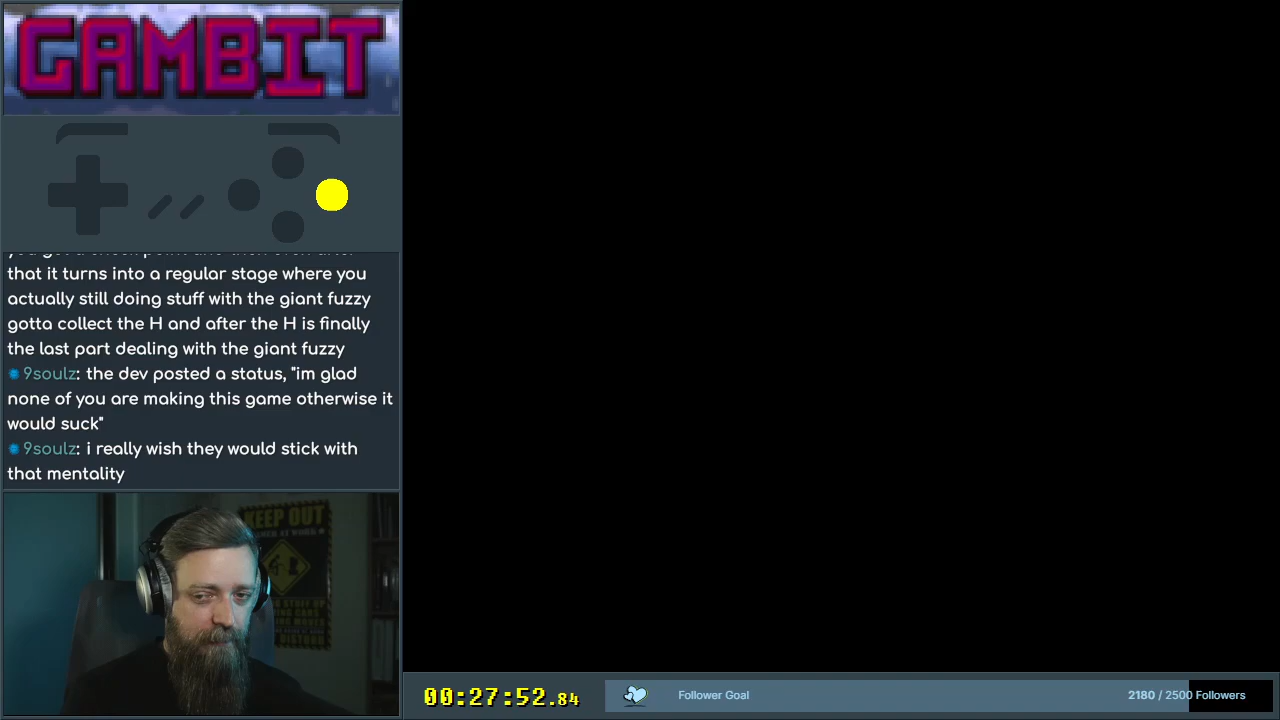 GAMBIT
that it turns into a regular stage where you
actually still doing stuff with the giant fuzzy
gotta collect the H and after the H is finally
the last part dealing with the giant fuzzy
9soulz: the dev posted a status, "im glad
none of you are making this game otherwise it
would suck"
9soulz: i really wish they would stick with
that mentality
KEEP OUT
DISTURB
00:27:52.84
Follower Goal
2180 / 2500 Followers